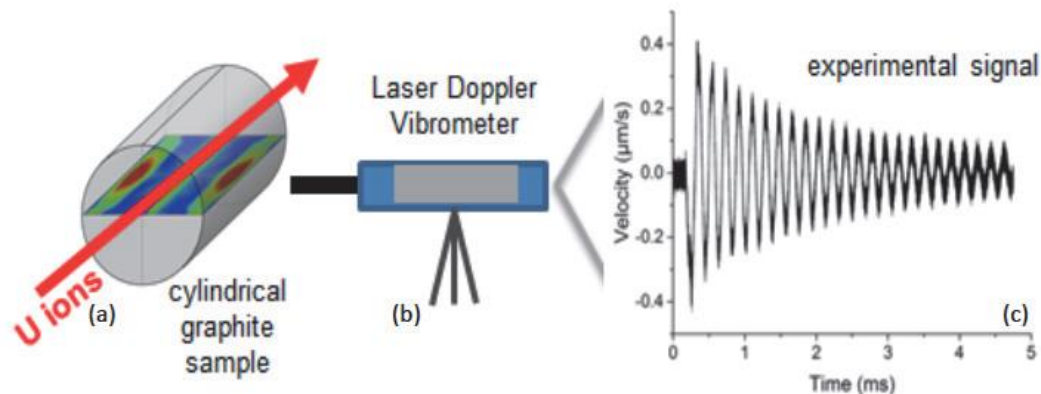 U ions
(a)
cylindrical
graphite
sample
Laser Doppler
Vibrometer
(b)
experimental signal
Velocity (µm/s)
0.4
0.2
0.0
-0.2
-0.4
0 1 2 3 4 5
Time (ms)
(c)